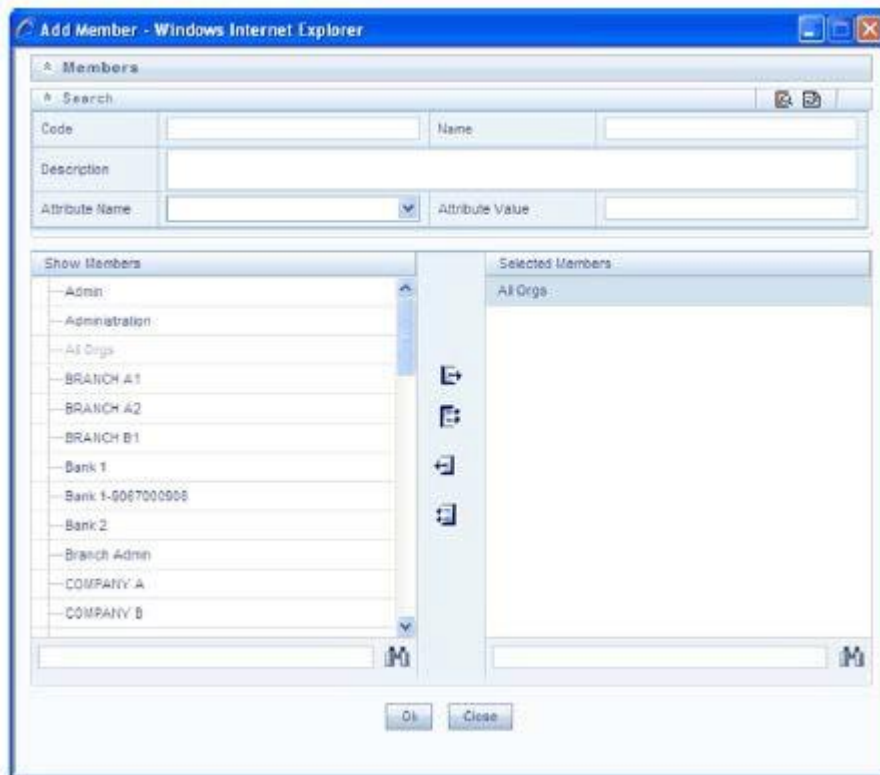 Add Member - Windows Internet Explorer
Members
Search
Code
Name
Description
Attribute Name
Attribute Value
Show Members
Admin
Administration
All Orgs
BRANCH A1
BRANCH A2
BRANCH B1
Bank 1
Bank 1-9087000908
Bank 2
Branch Admin
COMPANY A
COMPANY B
Selected Members
All Orgs
Ok
Close